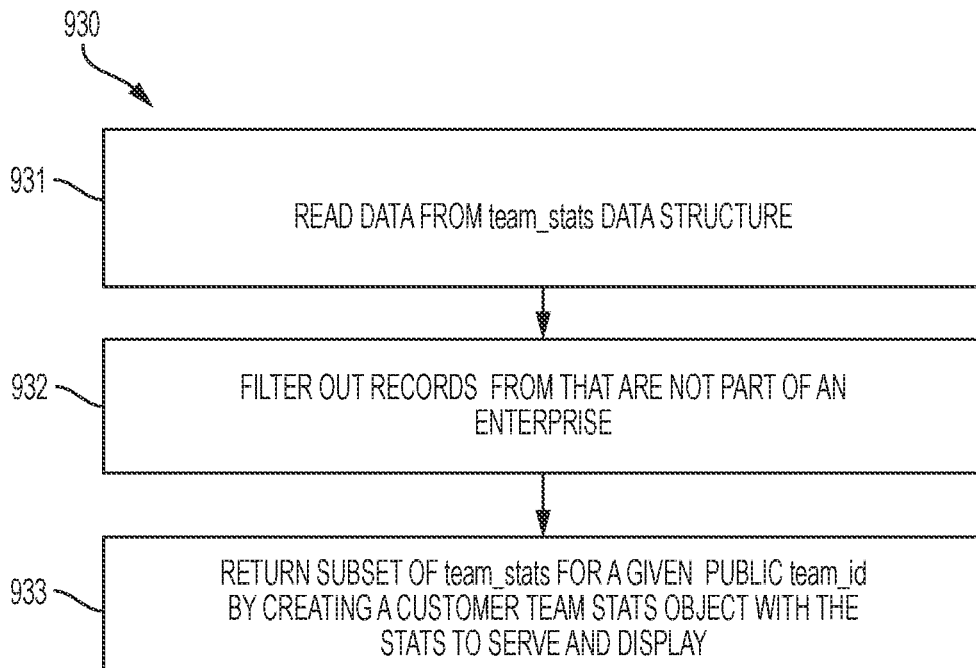 930
931
READ DATA FROM team_stats DATA STRUCTURE
932
FILTER OUT RECORDS FROM THAT ARE NOT PART OF AN
ENTERPRISE
933
RETURN SUBSET OF team_stats FOR A GIVEN PUBLIC team_id
BY CREATING A CUSTOMER TEAM STATS OBJECT WITH THE
STATS TO SERVE AND DISPLAY